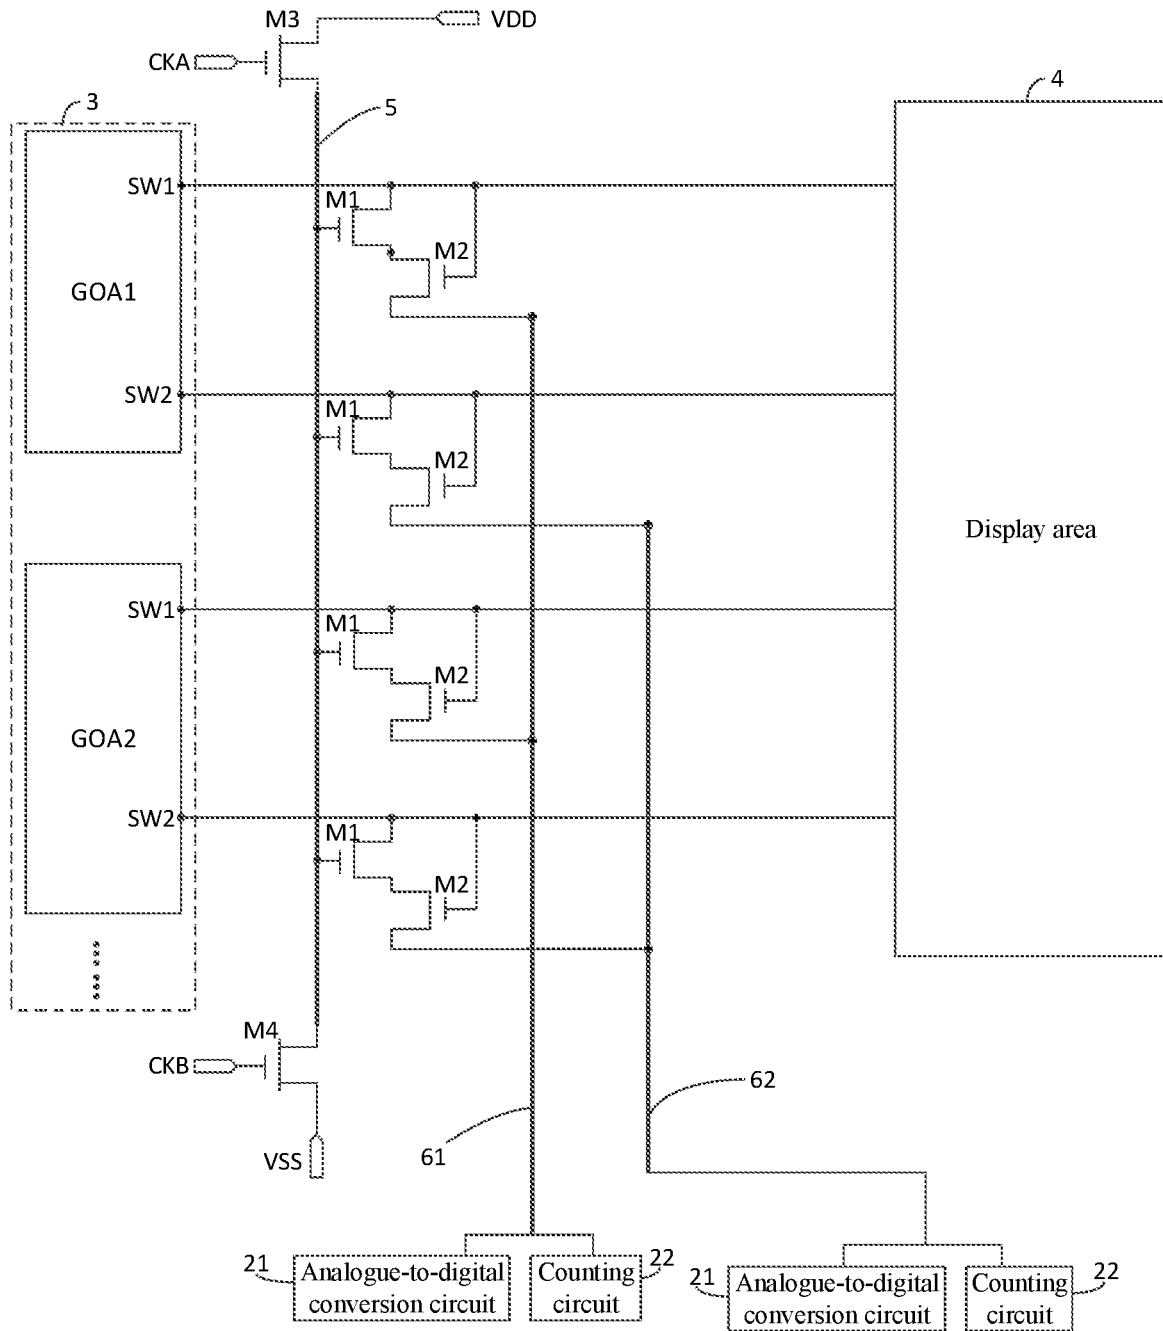 M3
VDD
CKA
3
5
4
SW1
M1
M2
GOA1
SW2
M1
M2
Display area
SW1
M1
M2
GOA2
SW2
M1
M2
M4
CKB
62
61
VSS
21
Analogue-to-digital
conversion circuit
Counting
circuit
22
21
Analogue-to-digital
conversion circuit
Counting
circuit
22